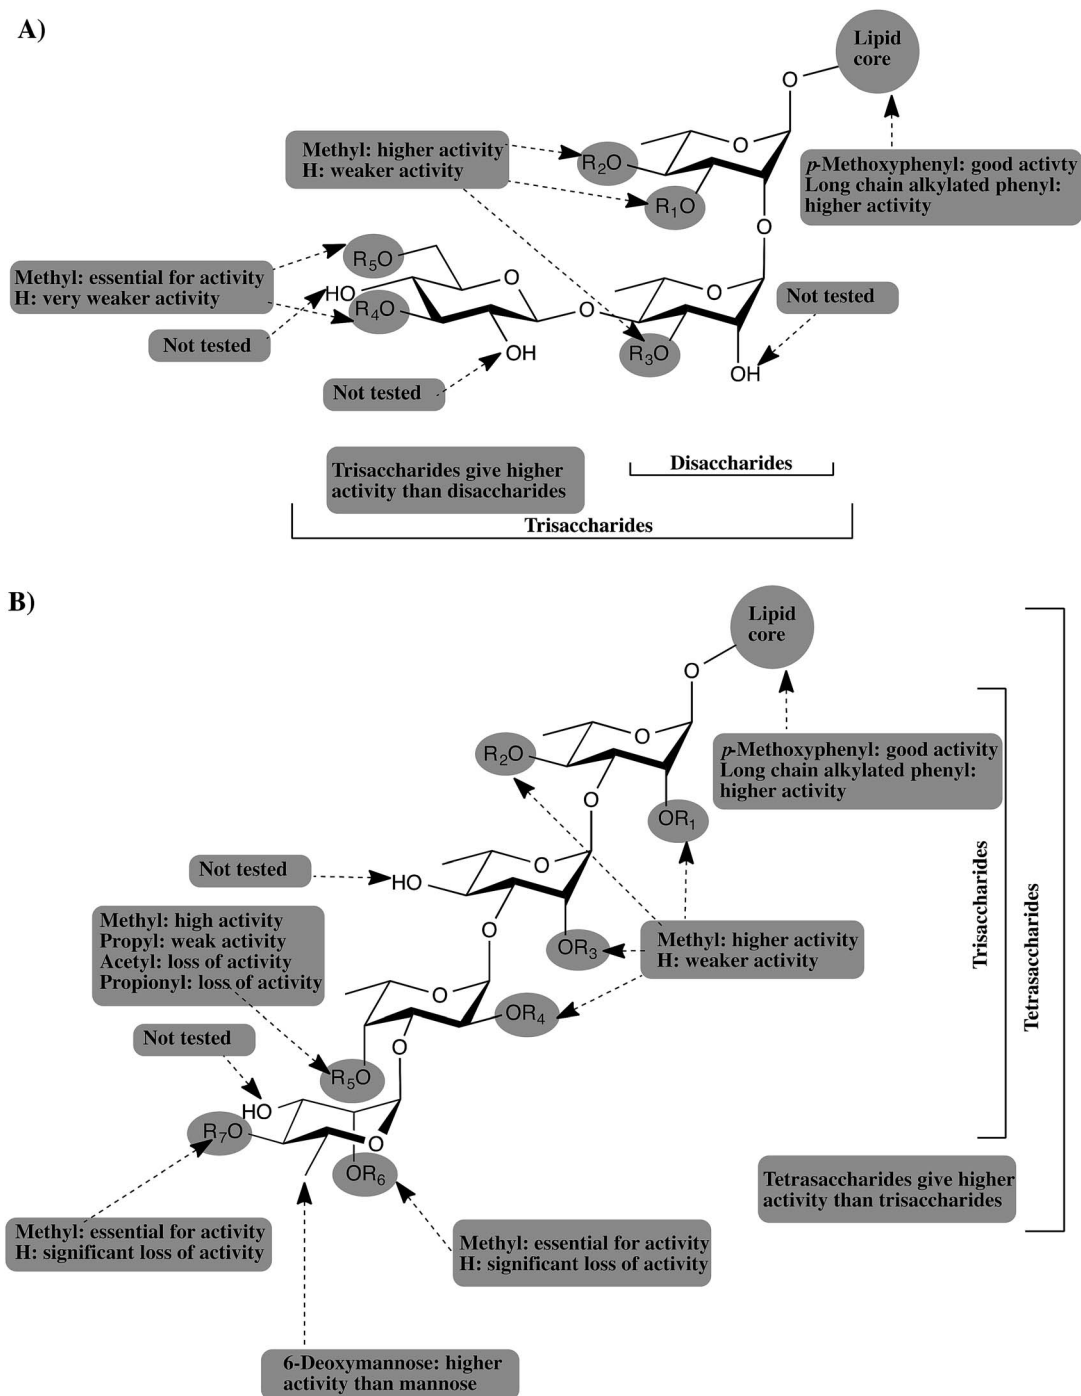 A)
Lipid
core
O
Methyl: higher activity
H: weaker activity
R2O
O
R1O
p-Methoxyphenyl: good activty
Long chain alkylated phenyl:
higher activity
O
R5O
Methyl: essential for activity
H: very weaker activity
HO
O
R4O
O
O
Not tested
Not tested
OH
R3O
OH
Not tested
Trisaccharides give higher
activity than disaccharides
Disaccharides
Trisaccharides
B)
Lipid
core
O
R2O
O
p-Methoxyphenyl: good activity
Long chain alkylated phenyl:
higher activity
O
OR1
Not tested
HO
O
Trisaccharides
Tetrasaccharides
Methyl: high activity
Propyl: weak activity
Acetyl: loss of activity
Propionyl: loss of activity
O
OR3
Methyl: higher activity
H: weaker activity
O
OR4
Not tested
O
R5O
HO
R7O
O
OR6
Tetrasaccharides give higher
activity than trisaccharides
Methyl: essential for activity
H: significant loss of activity
Methyl: essential for activity
H: significant loss of activity
6-Deoxymannose: higher
activity than mannose